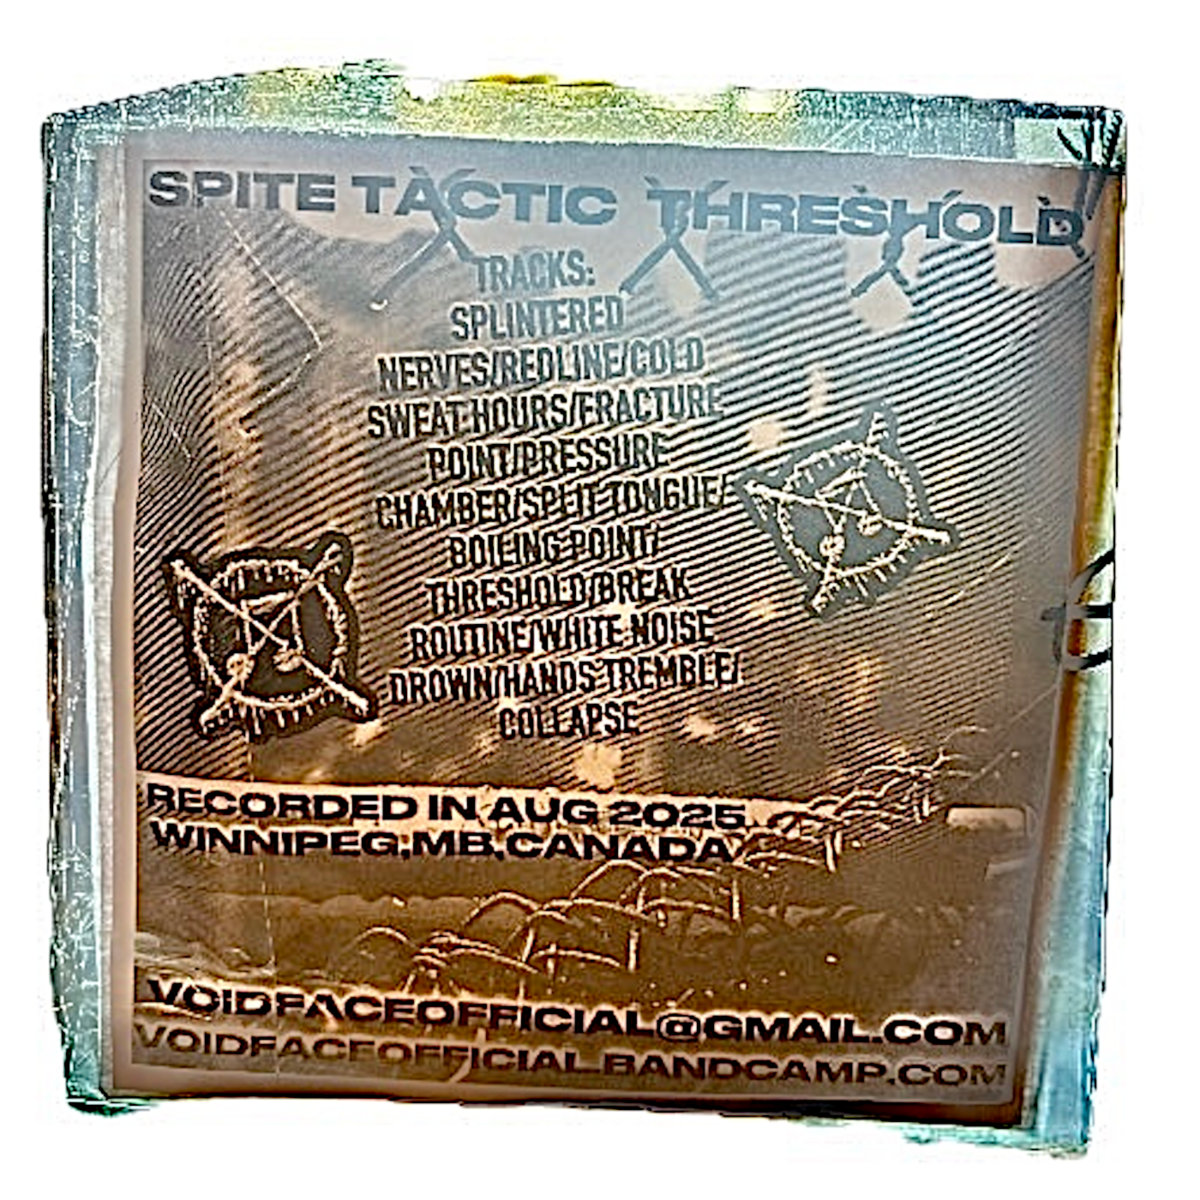 SPITE TACTIC THRESHOLD
TRACKS:
SPLINTERED
NERVES/REDLINE/COLD
SWEAT HOURS/FRACTURE
POINT/PRESSURE
CHAMBER/SPLIT TONGUE/
BOILING POINT/
THRESHOLD/BREAK
ROUTINE/WHITE NOISE
DROWN/HANDS TREMBLE/
COLLAPSE
RECORDED IN AUG 2025
WINNIPEG,MB,CANADA
VOIDFACEOFFICIAL@GMAIL.COM
VOIDFACEOFFICIAL.BANDCAMP.COM